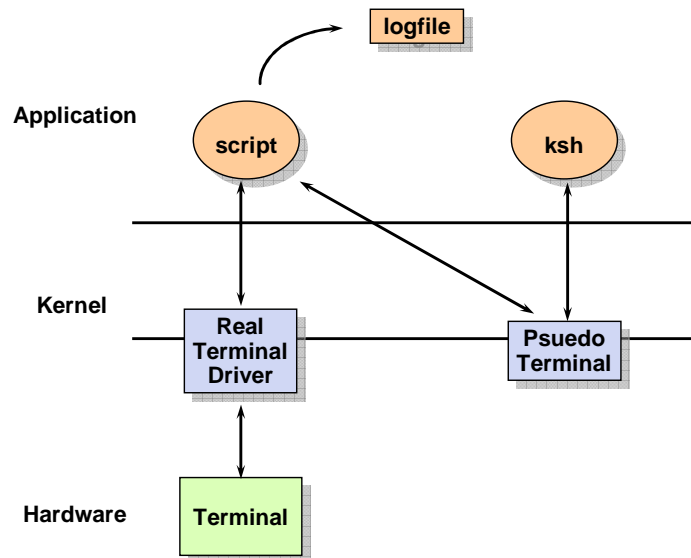 logfile
Application
script
ksh
Kernel
Real
Terminal
Driver
Psuedo
Terminal
Hardware
Terminal